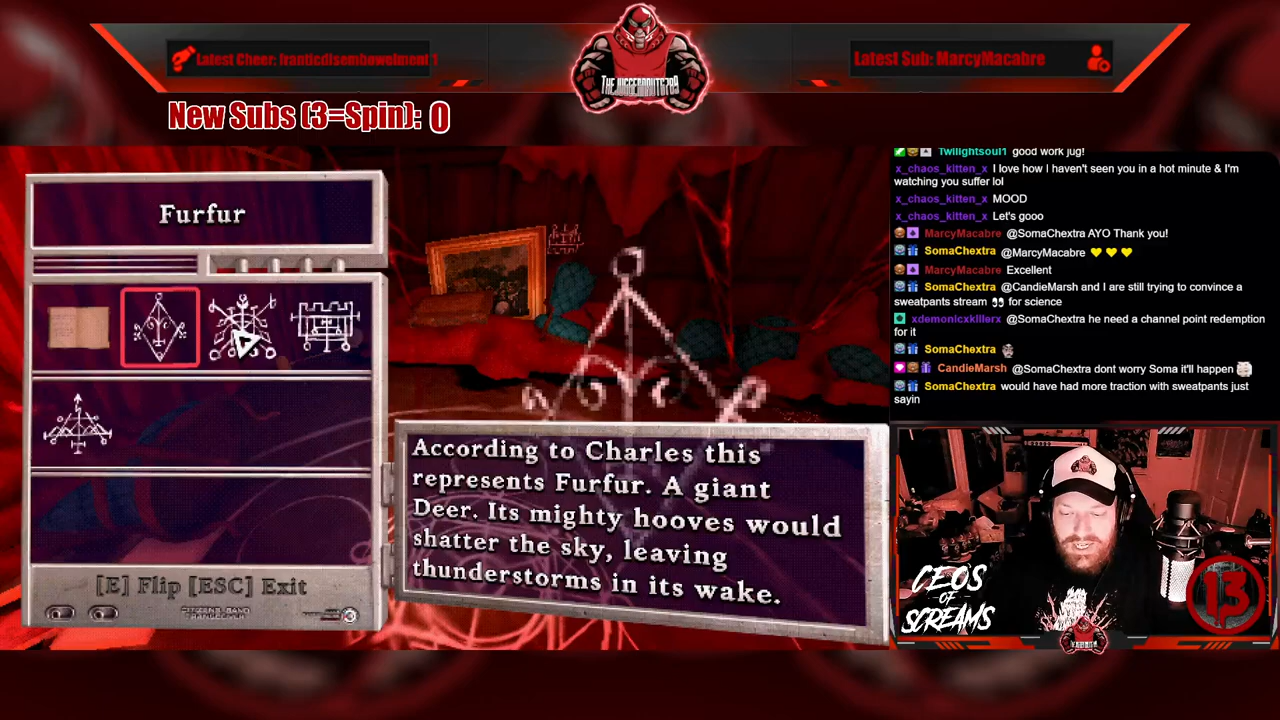 Latest Cheer: franticdisembowelment 1
THEJUGGERNAUT6789
Latest Sub: MarcyMacabre
New Subs (3=Spin): 0
Twilightsoul1 good work jug!
x_chaos_kitten_x I love how I haven't seen you in a hot minute & I'm
watching you suffer lol
x_chaos_kitten_x MOOD
x_chaos_kitten_x Let's gooo
MarcyMacabre @SomaChextra AYO Thank you!
SomaChextra @MarcyMacabre
MarcyMacabre Excellent
SomaChextra @CandieMarsh and I are still trying to convince a
sweatpants stream 👀 for science
xdemonicxkillerx @SomaChextra he need a channel point redemption
for it
SomaChextra
CandieMarsh @SomaChextra dont worry Soma it'll happen
SomaChextra would have had more traction with sweatpants just
sayin
Furfur
According to Charles this
represents Furfur. A giant
Deer. Its mighty hooves would
shatter the sky, leaving
thunderstorms in its wake.
[E] Flip [ESC] Exit
CITIZENS BAND
TRANSCEIVER
CEOS
OF
SCREAMS
13